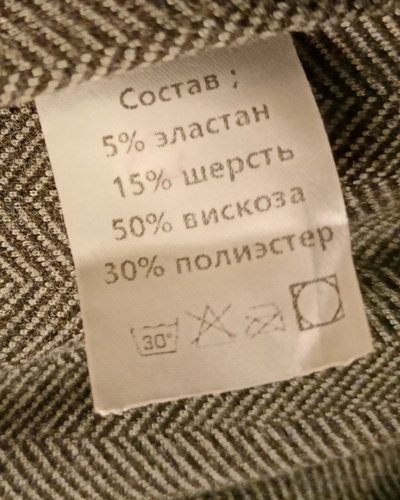 Состав ;
5% эластан
15% шерсть
50% вискоза
30% полиэстер
30°